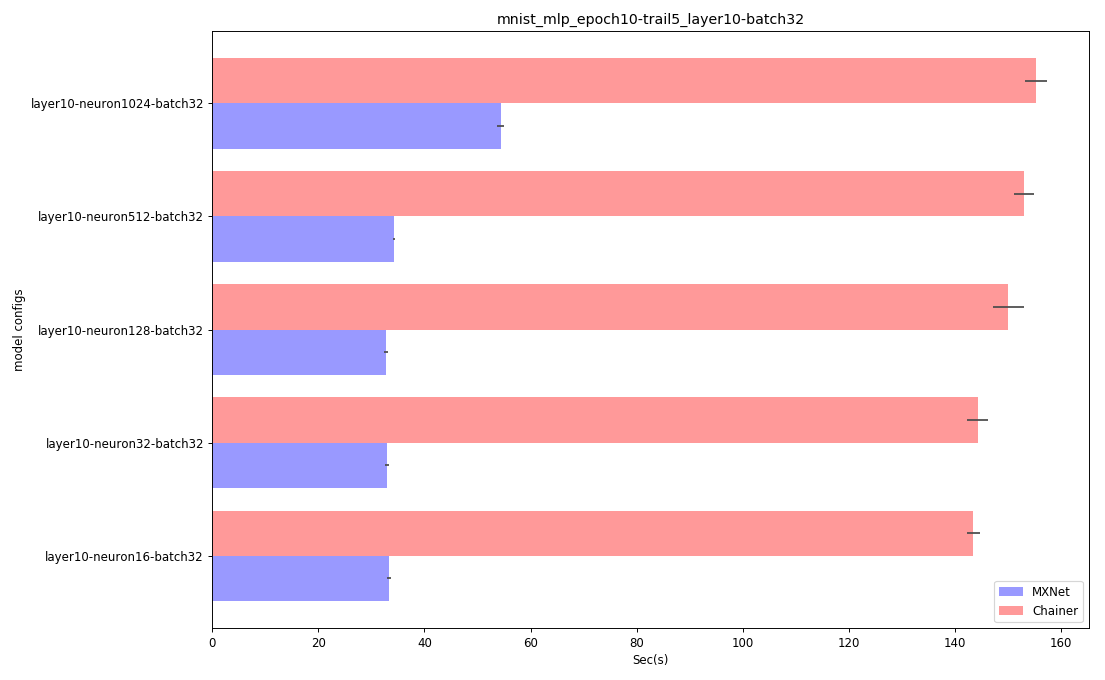 mnist_mlp_epoch10-trail5_layer10-batch32
model configs
layer10-neuron1024-batch32
layer10-neuron512-batch32
layer10-neuron128-batch32
layer10-neuron32-batch32
layer10-neuron16-batch32
MXNet
Chainer
0 20 40 60 80 100 120 140 160
Sec(s)